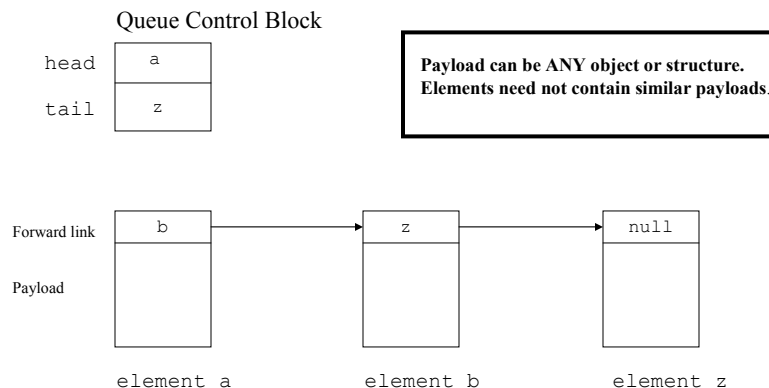 Queue Control Block
head a
tail z
Payload can be ANY object or structure.
Elements need not contain similar payloads.
Forward link b z null
Payload
element a element b element z